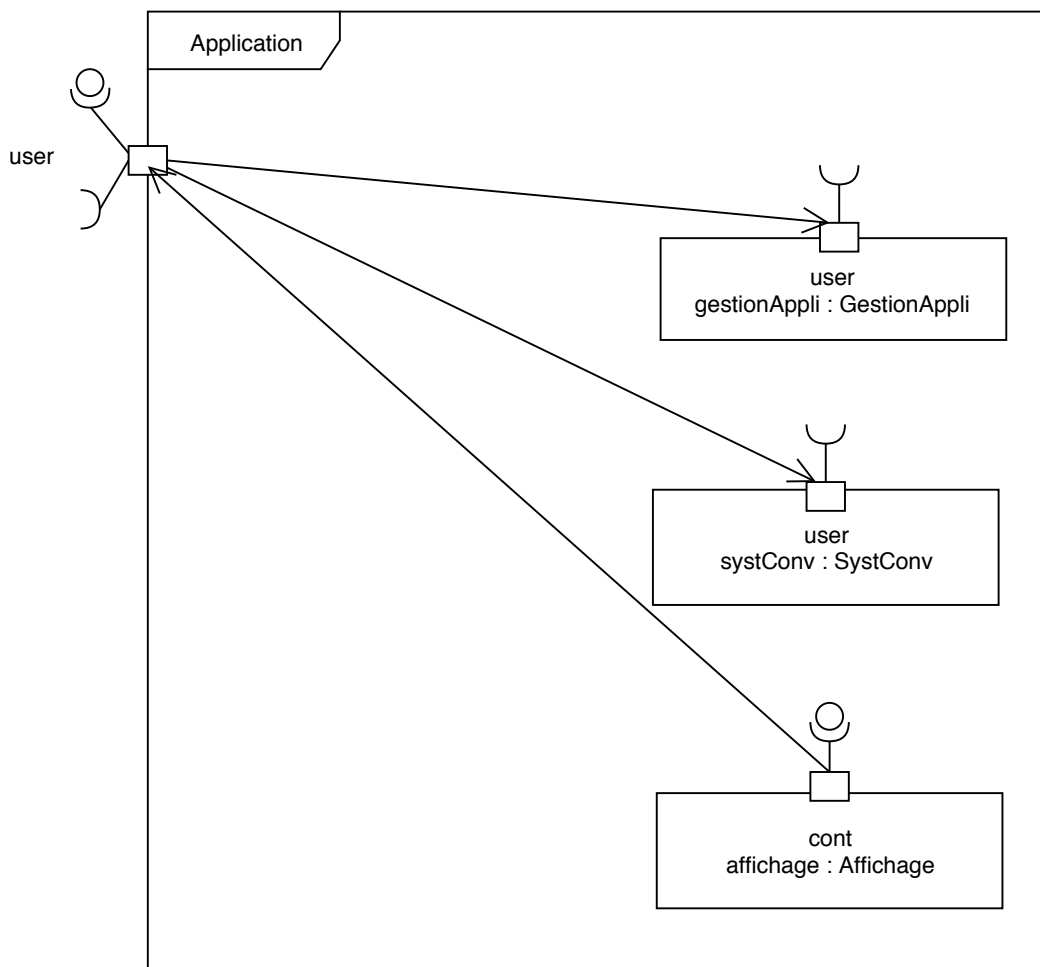 Application
user
user
gestionAppli : GestionAppli
user
systConv : SystConv
cont
affichage : Affichage